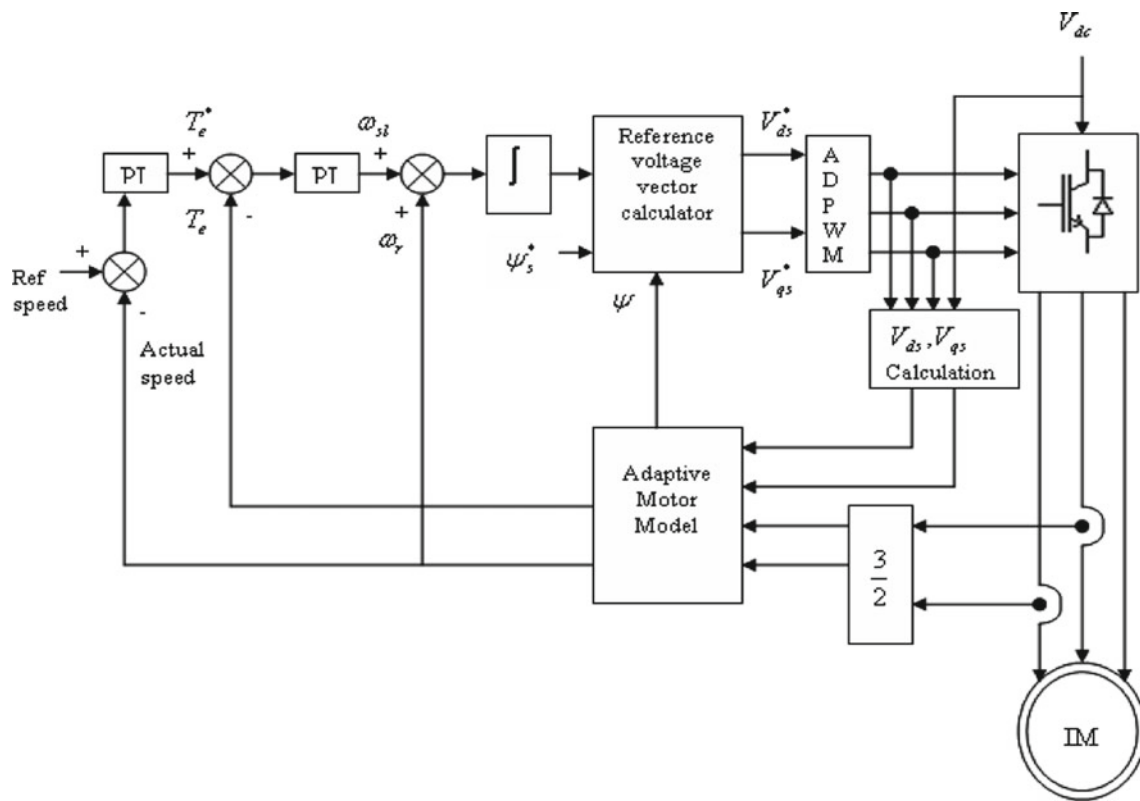 V_dc
T_e^*
ω_sl
Reference
voltage
vector
calculator
V_ds^*
A
D
P
W
M
+
+
PI
PI
∫
T_e
-
+
ω_r
ψ_s^*
V_qs^*
+
Ref
speed
-
ψ
Actual
speed
V_ds, V_qs
Calculation
Adaptive
Motor
Model
3
2
IM